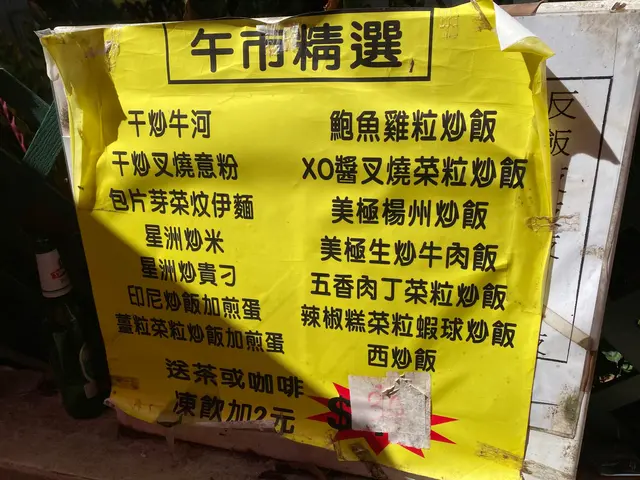 午市精選
干炒牛河
干炒叉燒意粉
包片芽菜炆伊麵
星洲炒米
星洲炒貴刁
印尼炒飯加煎蛋
薑粒菜粒炒飯加煎蛋
鮑魚雞粒炒飯
XO醬叉燒菜粒炒飯
美極楊州炒飯
美極生炒牛肉飯
五香肉丁菜粒炒飯
辣椒糕菜粒蝦球炒飯
西炒飯
送茶或咖啡
凍飲加2元
$
反
飯